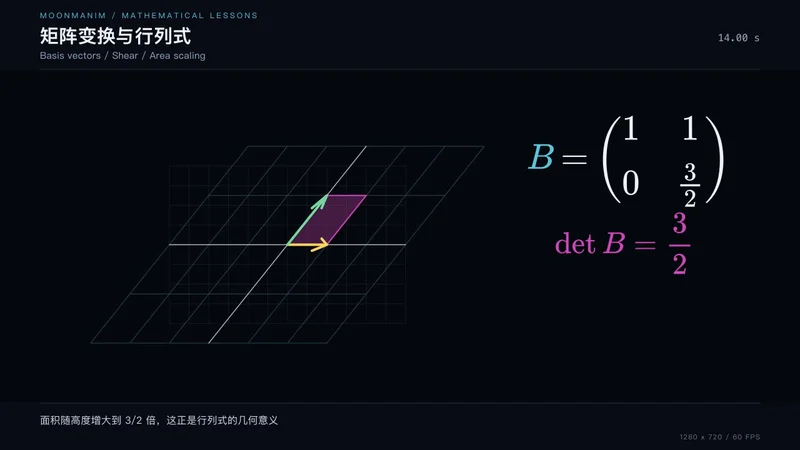 MOONMANIM / MATHEMATICAL LESSONS
矩阵变换与行列式
Basis vectors / Shear / Area scaling
14.00 s
B = (1 1
0 3/2)
det B = 3/2
面积随高度增大到 3/2 倍，这正是行列式的几何意义
1280 x 720 / 60 FPS